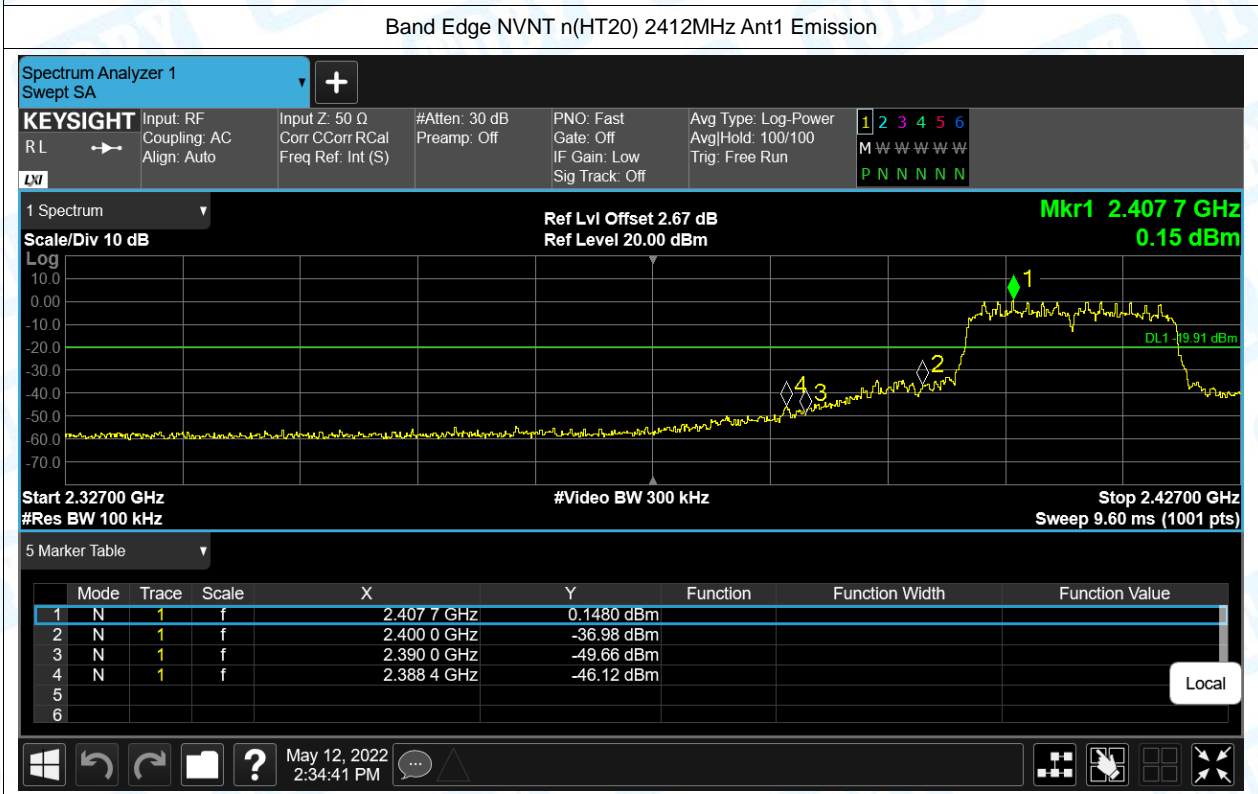 Band Edge NVNT n(HT20) 2412MHz Ant1 Emission
Spectrum Analyzer 1
Swept SA
KEYSIGHT
R L
LXI
Input: RF
Coupling: AC
Align: Auto
Input Z: 50 Ω
Corr CCorr RCal
Freq Ref: Int (S)
#Atten: 30 dB
Preamp: Off
PNO: Fast
Gate: Off
IF Gain: Low
Sig Track: Off
Avg Type: Log-Power
Avg|Hold: 100/100
Trig: Free Run
1 2 3 4 5 6
M W W W W W
P N N N N N
1 Spectrum
Scale/Div 10 dB
Ref Lvl Offset 2.67 dB
Ref Level 20.00 dBm
Mkr1 2.407 7 GHz
0.15 dBm
Log
10.0
0.00
-10.0
-20.0
-30.0
-40.0
-50.0
-60.0
-70.0
1
DL1 -19.91 dBm
2
4
3
Start 2.32700 GHz
#Res BW 100 kHz
#Video BW 300 kHz
Stop 2.42700 GHz
Sweep 9.60 ms (1001 pts)
5 Marker Table
Mode Trace Scale X Y Function Function Width Function Value
1 N 1 f 2.407 7 GHz 0.1480 dBm
2 N 1 f 2.400 0 GHz -36.98 dBm
3 N 1 f 2.390 0 GHz -49.66 dBm
4 N 1 f 2.388 4 GHz -46.12 dBm
5
6
Local
?
May 12, 2022
2:34:41 PM